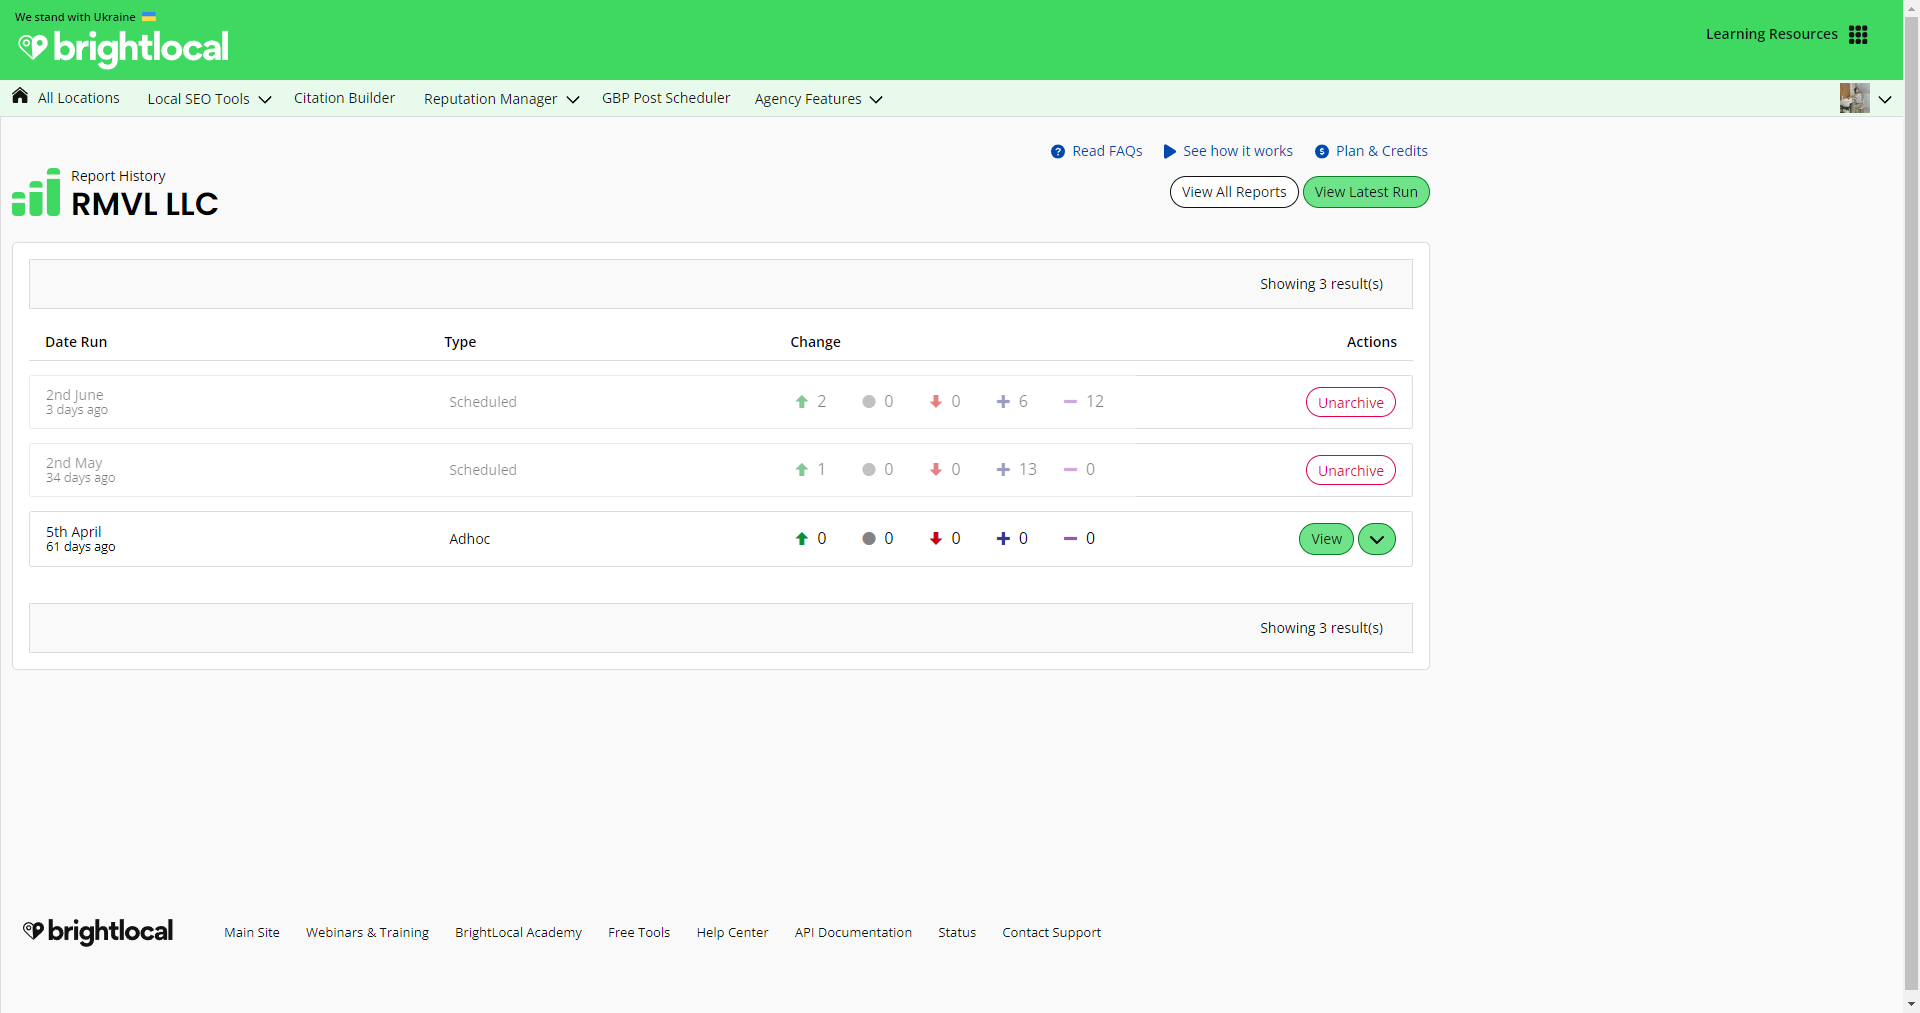 We stand with Ukraine
brightlocal
Learning Resources
All Locations Local SEO Tools Citation Builder Reputation Manager GBP Post Scheduler Agency Features
Read FAQs See how it works Plan & Credits
Report History
RMVL LLC
View All Reports View Latest Run
Showing 3 result(s)
Date Run Type Change Actions
2nd June
3 days ago
Scheduled 2 0 0 6 12 Unarchive
2nd May
34 days ago
Scheduled 1 0 0 13 0 Unarchive
5th April
61 days ago
Adhoc 0 0 0 0 0 View
Showing 3 result(s)
brightlocal Main Site Webinars & Training BrightLocal Academy Free Tools Help Center API Documentation Status Contact Support